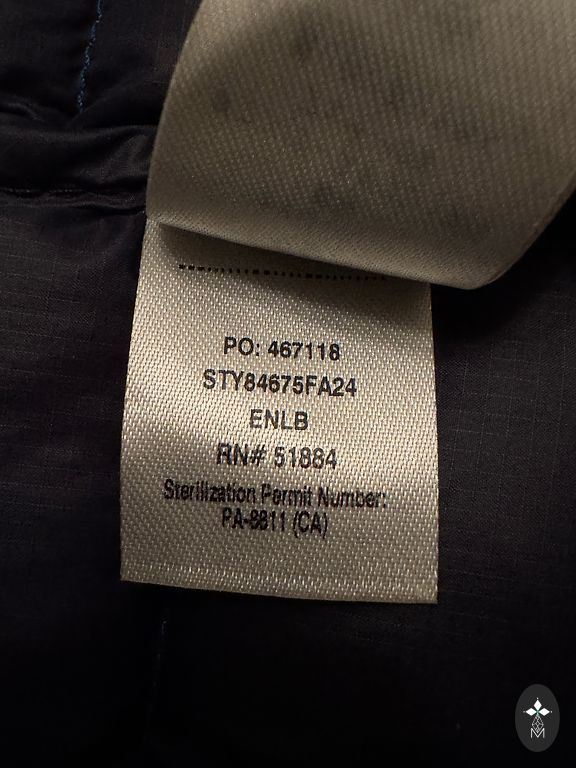 PO: 467118
STY84675FA24
ENLB
RN# 51884
Sterilization Permit Number:
PA-8811 (CA)
M